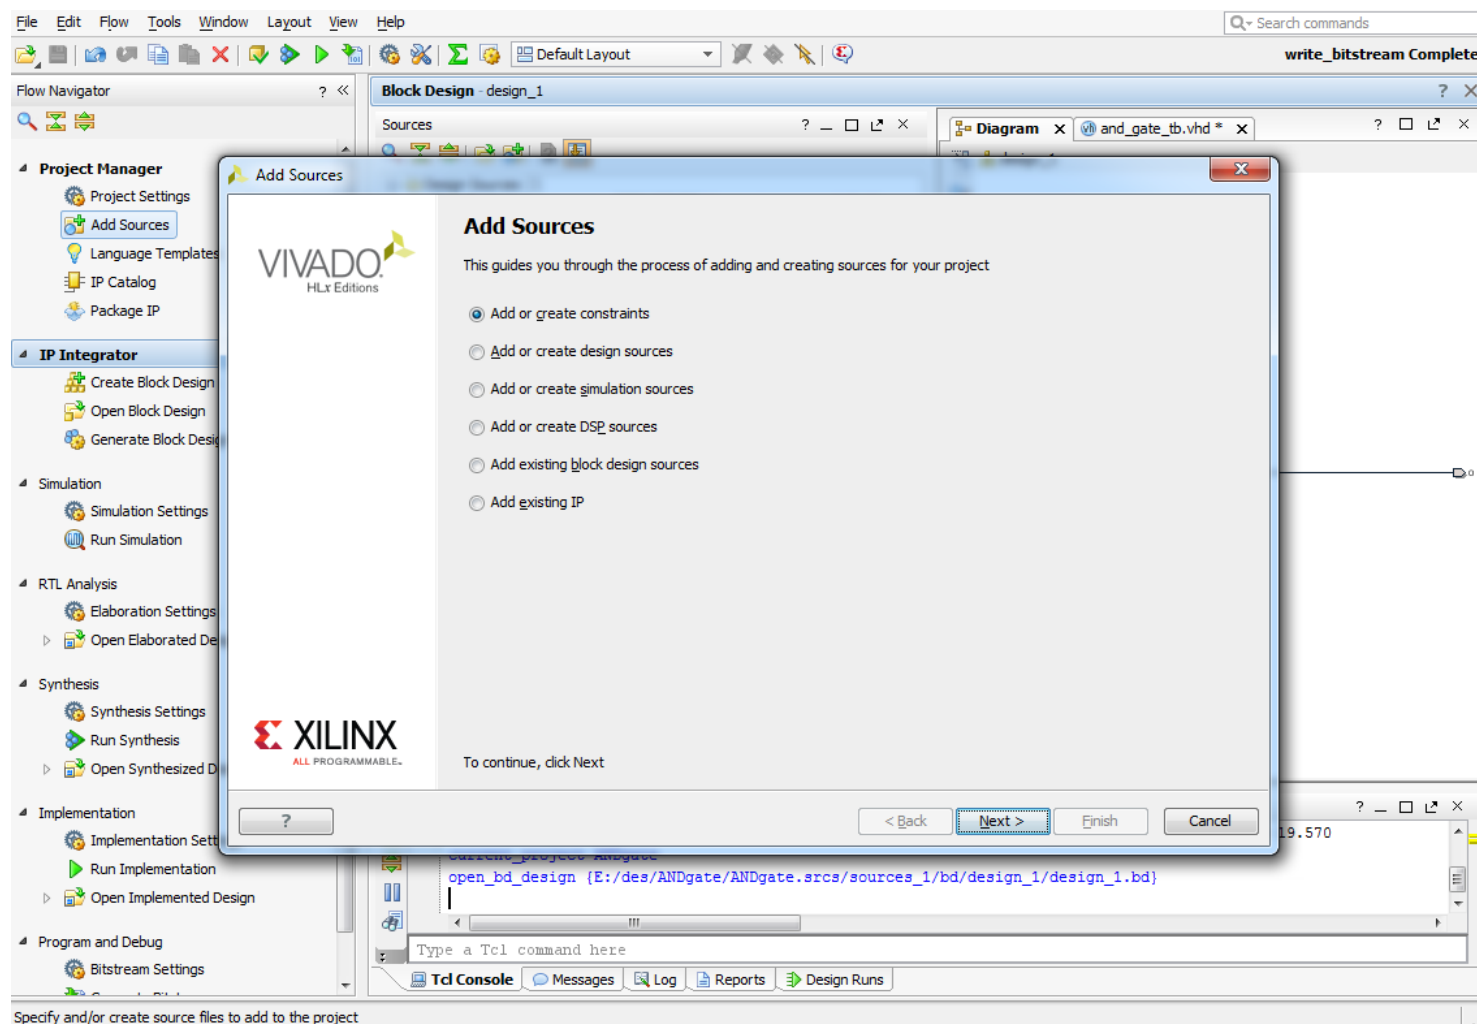 File Edit Flow Tools Window Layout View Help
Search commands
Default Layout
write_bitstream Complete
Flow Navigator ? «
Block Design - design_1 ?
Sources ?
Diagram and_gate_tb.vhd * ?
Project Manager
Project Settings
Add Sources
Language Templates
IP Catalog
Package IP
IP Integrator
Create Block Design
Open Block Design
Generate Block Desig
Simulation
Simulation Settings
Run Simulation
RTL Analysis
Elaboration Settings
Open Elaborated De
Synthesis
Synthesis Settings
Run Synthesis
Open Synthesized D
Implementation
Implementation Sett
Run Implementation
Open Implemented Design
Program and Debug
Bitstream Settings
Add Sources
VIVADO
HLx Editions
Add Sources
This guides you through the process of adding and creating sources for your project
Add or create constraints
Add or create design sources
Add or create simulation sources
Add or create DSP sources
Add existing block design sources
Add existing IP
XILINX
ALL PROGRAMMABLE
To continue, click Next
? < Back Next > Finish Cancel
?
19.570
current_project ANDgate
open_bd_design {E:/des/ANDgate/ANDgate.srcs/sources_1/bd/design_1/design_1.bd}
Type a Tcl command here
Tcl Console Messages Log Reports Design Runs
Specify and/or create source files to add to the project